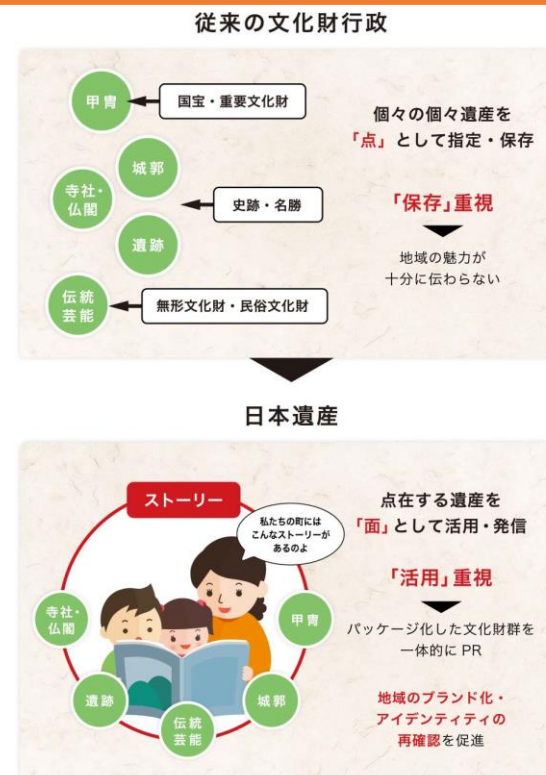 従来の文化財行政
甲冑
国宝・重要文化財
城郭
寺社・
仏閣
史跡・名勝
遺跡
伝統
芸能
無形文化財・民俗文化財
個々の個々遺産を
「点」として指定・保存
「保存」重視
地域の魅力が
十分に伝わらない
日本遺産
ストーリー
私たちの町には
こんなストーリーが
あるのよ
寺社・
仏閣
甲冑
遺跡
城郭
伝統
芸能
点在する遺産を
「面」として活用・発信
「活用」重視
パッケージ化した文化財群を
一体的に PR
地域のブランド化・
アイデンティティの
再確認を促進